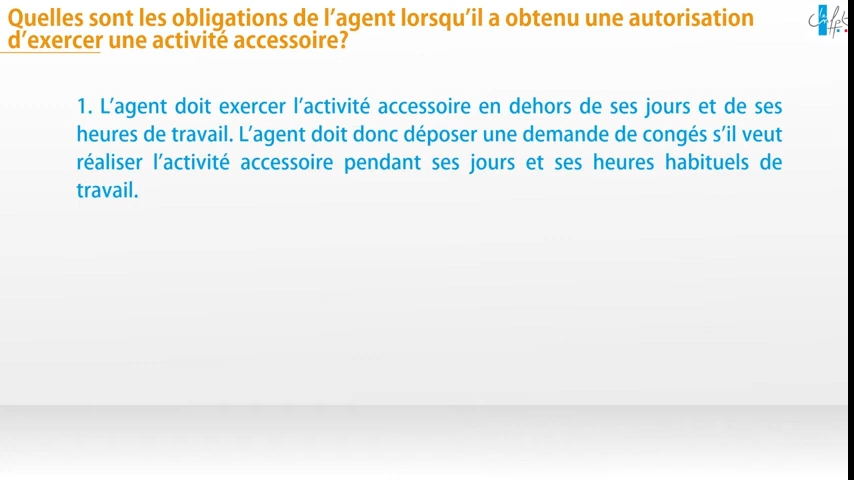 Quelles sont les obligations de l'agent lorsqu'il a obtenu une autorisation
d'exercer une activité accessoire?
1. L'agent doit exercer l'activité accessoire en dehors de ses jours et de ses
heures de travail. L'agent doit donc déposer une demande de congés s'il veut
réaliser l'activité accessoire pendant ses jours et ses heures habituels de
travail.